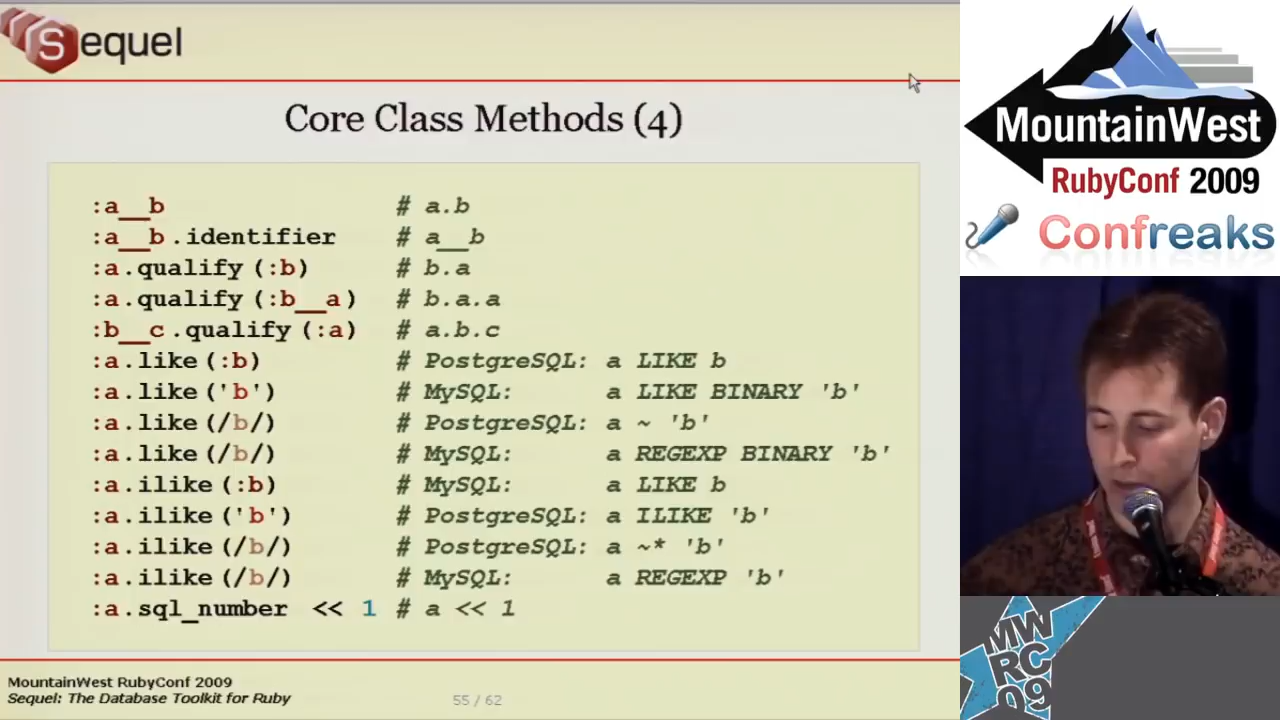 Sequel
Core Class Methods (4)
:a__b # a.b
:a__b.identifier # a__b
:a.qualify(:b) # b.a
:a.qualify(:b__a) # b.a.a
:b__c.qualify(:a) # a.b.c
:a.like(:b) # PostgreSQL: a LIKE b
:a.like('b') # MySQL: a LIKE BINARY 'b'
:a.like(/b/) # PostgreSQL: a ~ 'b'
:a.like(/b/) # MySQL: a REGEXP BINARY 'b'
:a.ilike(:b) # MySQL: a LIKE b
:a.ilike('b') # PostgreSQL: a ILIKE 'b'
:a.ilike(/b/) # PostgreSQL: a ~* 'b'
:a.ilike(/b/) # MySQL: a REGEXP 'b'
:a.sql_number << 1 # a << 1
MountainWest RubyConf 2009
Sequel: The Database Toolkit for Ruby
55 / 62
MountainWest
RubyConf 2009
Confreaks
MW
RC
09